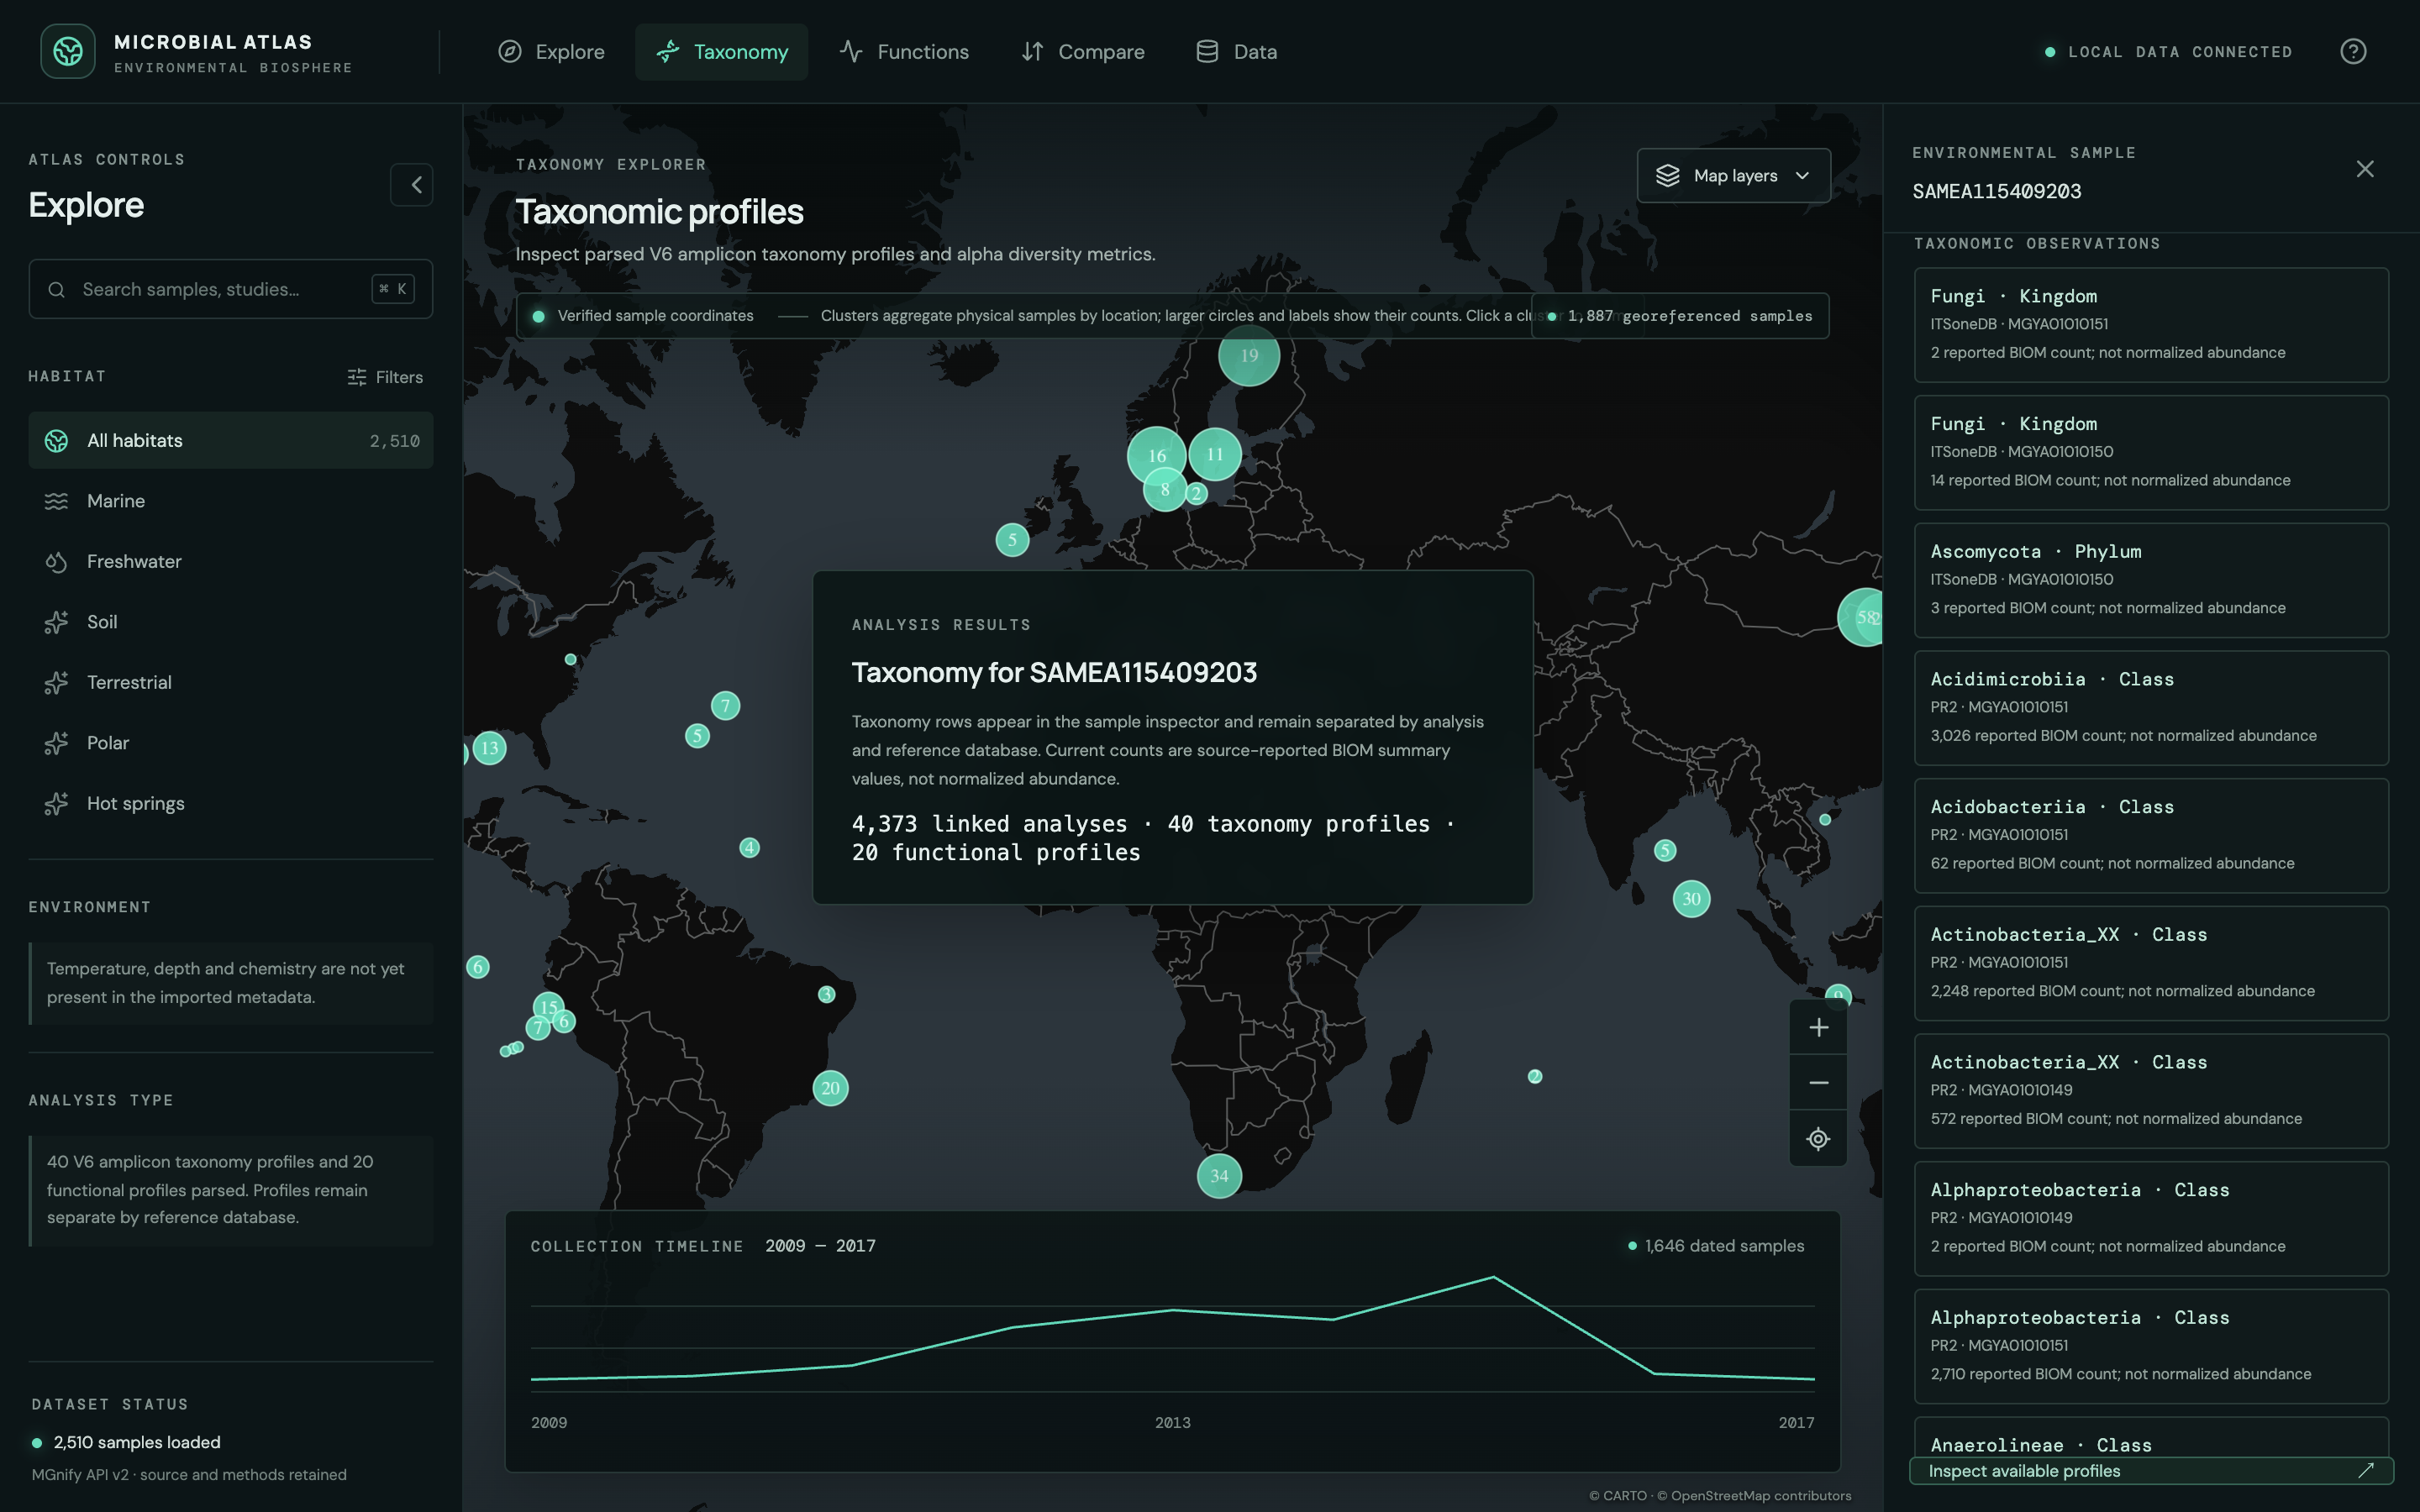 MICROBIAL ATLAS
ENVIRONMENTAL BIOSPHERE
Explore
Taxonomy
Functions
Compare
Data
LOCAL DATA CONNECTED
ATLAS CONTROLS
Explore
Search samples, studies...
⌘ K
HABITAT
Filters
All habitats 2,510
Marine
Freshwater
Soil
Terrestrial
Polar
Hot springs
ENVIRONMENT
Temperature, depth and chemistry are not yet
present in the imported metadata.
ANALYSIS TYPE
40 V6 amplicon taxonomy profiles and 20
functional profiles parsed. Profiles remain
separate by reference database.
DATASET STATUS
2,510 samples loaded
MGnify API v2 · source and methods retained
TAXONOMY EXPLORER
Taxonomic profiles
Inspect parsed V6 amplicon taxonomy profiles and alpha diversity metrics.
Map layers
Verified sample coordinates
Clusters aggregate physical samples by location; larger circles and labels show their counts. Click a
1,887 georeferenced samples
19
16
11
8
2
5
58
7
5
13
4
5
30
6
3
15
7
6
9
20
2
34
ANALYSIS RESULTS
Taxonomy for SAMEA115409203
Taxonomy rows appear in the sample inspector and remain separated by analysis
and reference database. Current counts are source-reported BIOM summary
values, not normalized abundance.
4,373 linked analyses · 40 taxonomy profiles ·
20 functional profiles
COLLECTION TIMELINE 2009 — 2017
1,646 dated samples
2009
2013
2017
© CARTO · © OpenStreetMap contributors
ENVIRONMENTAL SAMPLE
SAMEA115409203
TAXONOMIC OBSERVATIONS
Fungi · Kingdom
ITSoneDB · MGYA01010151
2 reported BIOM count; not normalized abundance
Fungi · Kingdom
ITSoneDB · MGYA01010150
14 reported BIOM count; not normalized abundance
Ascomycota · Phylum
ITSoneDB · MGYA01010150
3 reported BIOM count; not normalized abundance
Acidimicrobiia · Class
PR2 · MGYA01010151
3,026 reported BIOM count; not normalized abundance
Acidobacteriia · Class
PR2 · MGYA01010151
62 reported BIOM count; not normalized abundance
Actinobacteria_XX · Class
PR2 · MGYA01010151
2,248 reported BIOM count; not normalized abundance
Actinobacteria_XX · Class
PR2 · MGYA01010149
572 reported BIOM count; not normalized abundance
Alphaproteobacteria · Class
PR2 · MGYA01010149
2 reported BIOM count; not normalized abundance
Alphaproteobacteria · Class
PR2 · MGYA01010151
2,710 reported BIOM count; not normalized abundance
Anaerolineae · Class
Inspect available profiles